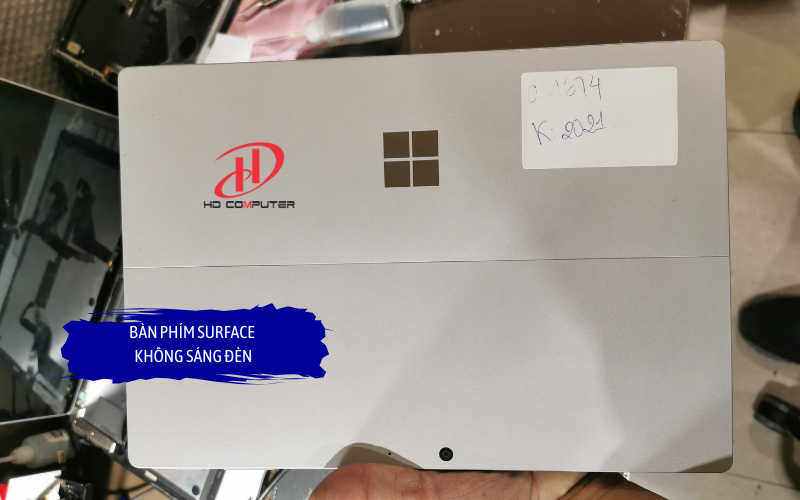 HD COMPUTER
K: 2021
BÀN PHÍM SURFACE
KHÔNG SÁNG ĐÈN